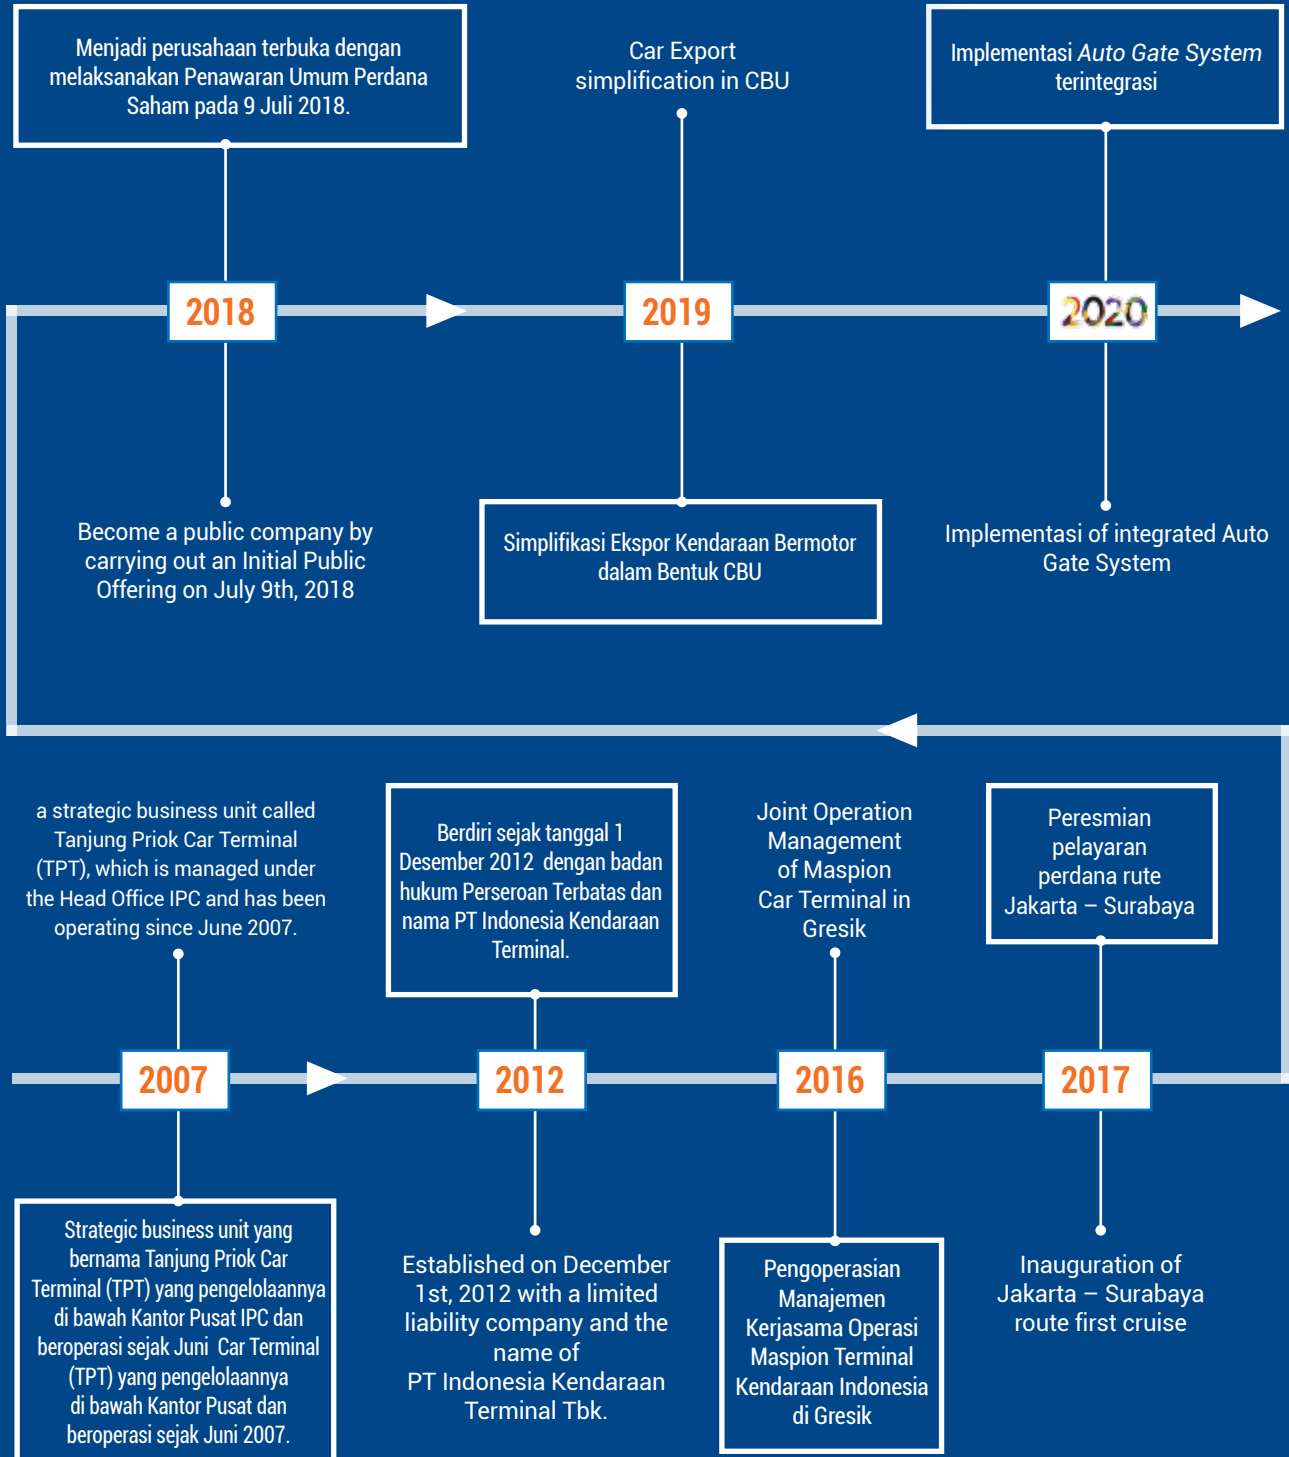 Menjadi perusahaan terbuka dengan
melaksanakan Penawaran Umum Perdana
Saham pada 9 Juli 2018.
Car Export
simplification in CBU
Implementasi Auto Gate System
terintegrasi
2018
2019
2020
Become a public company by
carrying out an Initial Public
Offering on July 9th, 2018
Simplifikasi Ekspor Kendaraan Bermotor
dalam Bentuk CBU
Implementasi of integrated Auto
Gate System
a strategic business unit called
Tanjung Priok Car Terminal
(TPT), which is managed under
the Head Office IPC and has been
operating since June 2007.
Berdiri sejak tanggal 1
Desember 2012 dengan badan
hukum Perseroan Terbatas dan
nama PT Indonesia Kendaraan
Terminal.
Joint Operation
Management
of Maspion
Car Terminal in
Gresik
Peresmian
pelayaran
perdana rute
Jakarta – Surabaya
2007
2012
2016
2017
Strategic business unit yang
bernama Tanjung Priok Car
Terminal (TPT) yang pengelolaannya
di bawah Kantor Pusat IPC dan
beroperasi sejak Juni Car Terminal
(TPT) yang pengelolaannya
di bawah Kantor Pusat dan
beroperasi sejak Juni 2007.
Established on December
1st, 2012 with a limited
liability company and the
name of
PT Indonesia Kendaraan
Terminal Tbk.
Pengoperasian
Manajemen
Kerjasama Operasi
Maspion Terminal
Kendaraan Indonesia
di Gresik
Inauguration of
Jakarta – Surabaya
route first cruise